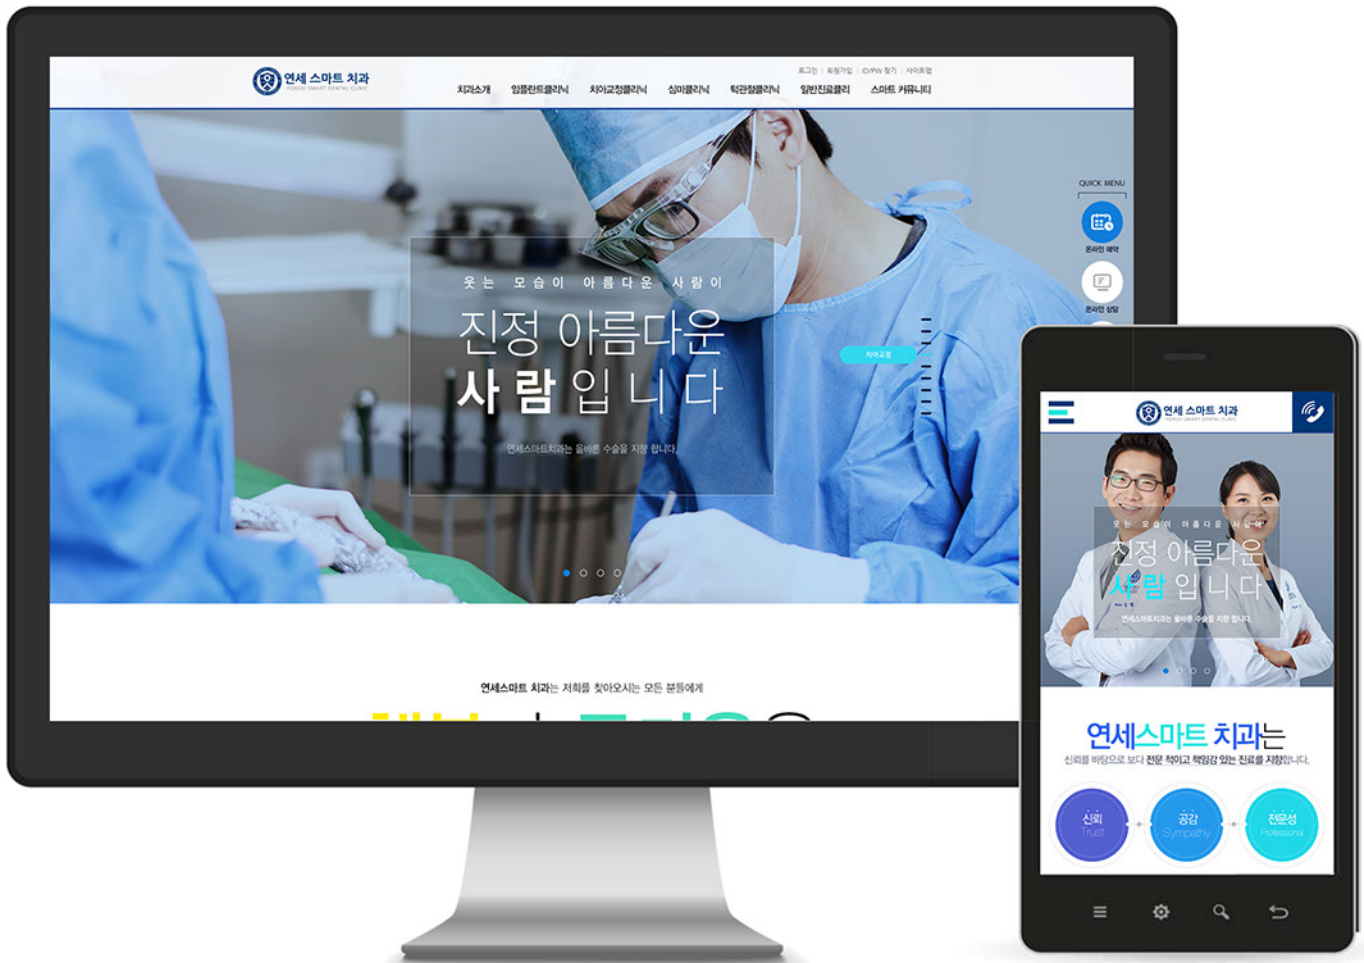 연세 스마트 치과
YONSEI SMART DENTAL CLINIC
로그인 | 회원가입 | ID/PW 찾기 | 사이트맵
치과소개 임플란트클리닉 치아교정클리닉 심미클리닉 턱관절클리닉 일반진료클리 스마트 커뮤니티
QUICK MENU
온라인 예약
온라인 상담
웃는 모습이 아름다운 사람이
진정 아름다운
사람입니다
연세스마트치과는 올바른 수술을 지향 합니다.
치아교정
연세스마트 치과는 저희를 찾아오시는 모든 분들에게
연세 스마트 치과
YONSEI SMART DENTAL CLINIC
웃는 모습이 아름다운 사람이
진정 아름다운
사람입니다
연세스마트치과는 올바른 수술을 지향 합니다.
연세스마트 치과는
신뢰를 바탕으로 보다 전문 적이고 책임감 있는 진료를 지향합니다.
신뢰
Trust
공감
Sympathy
전문성
Professional